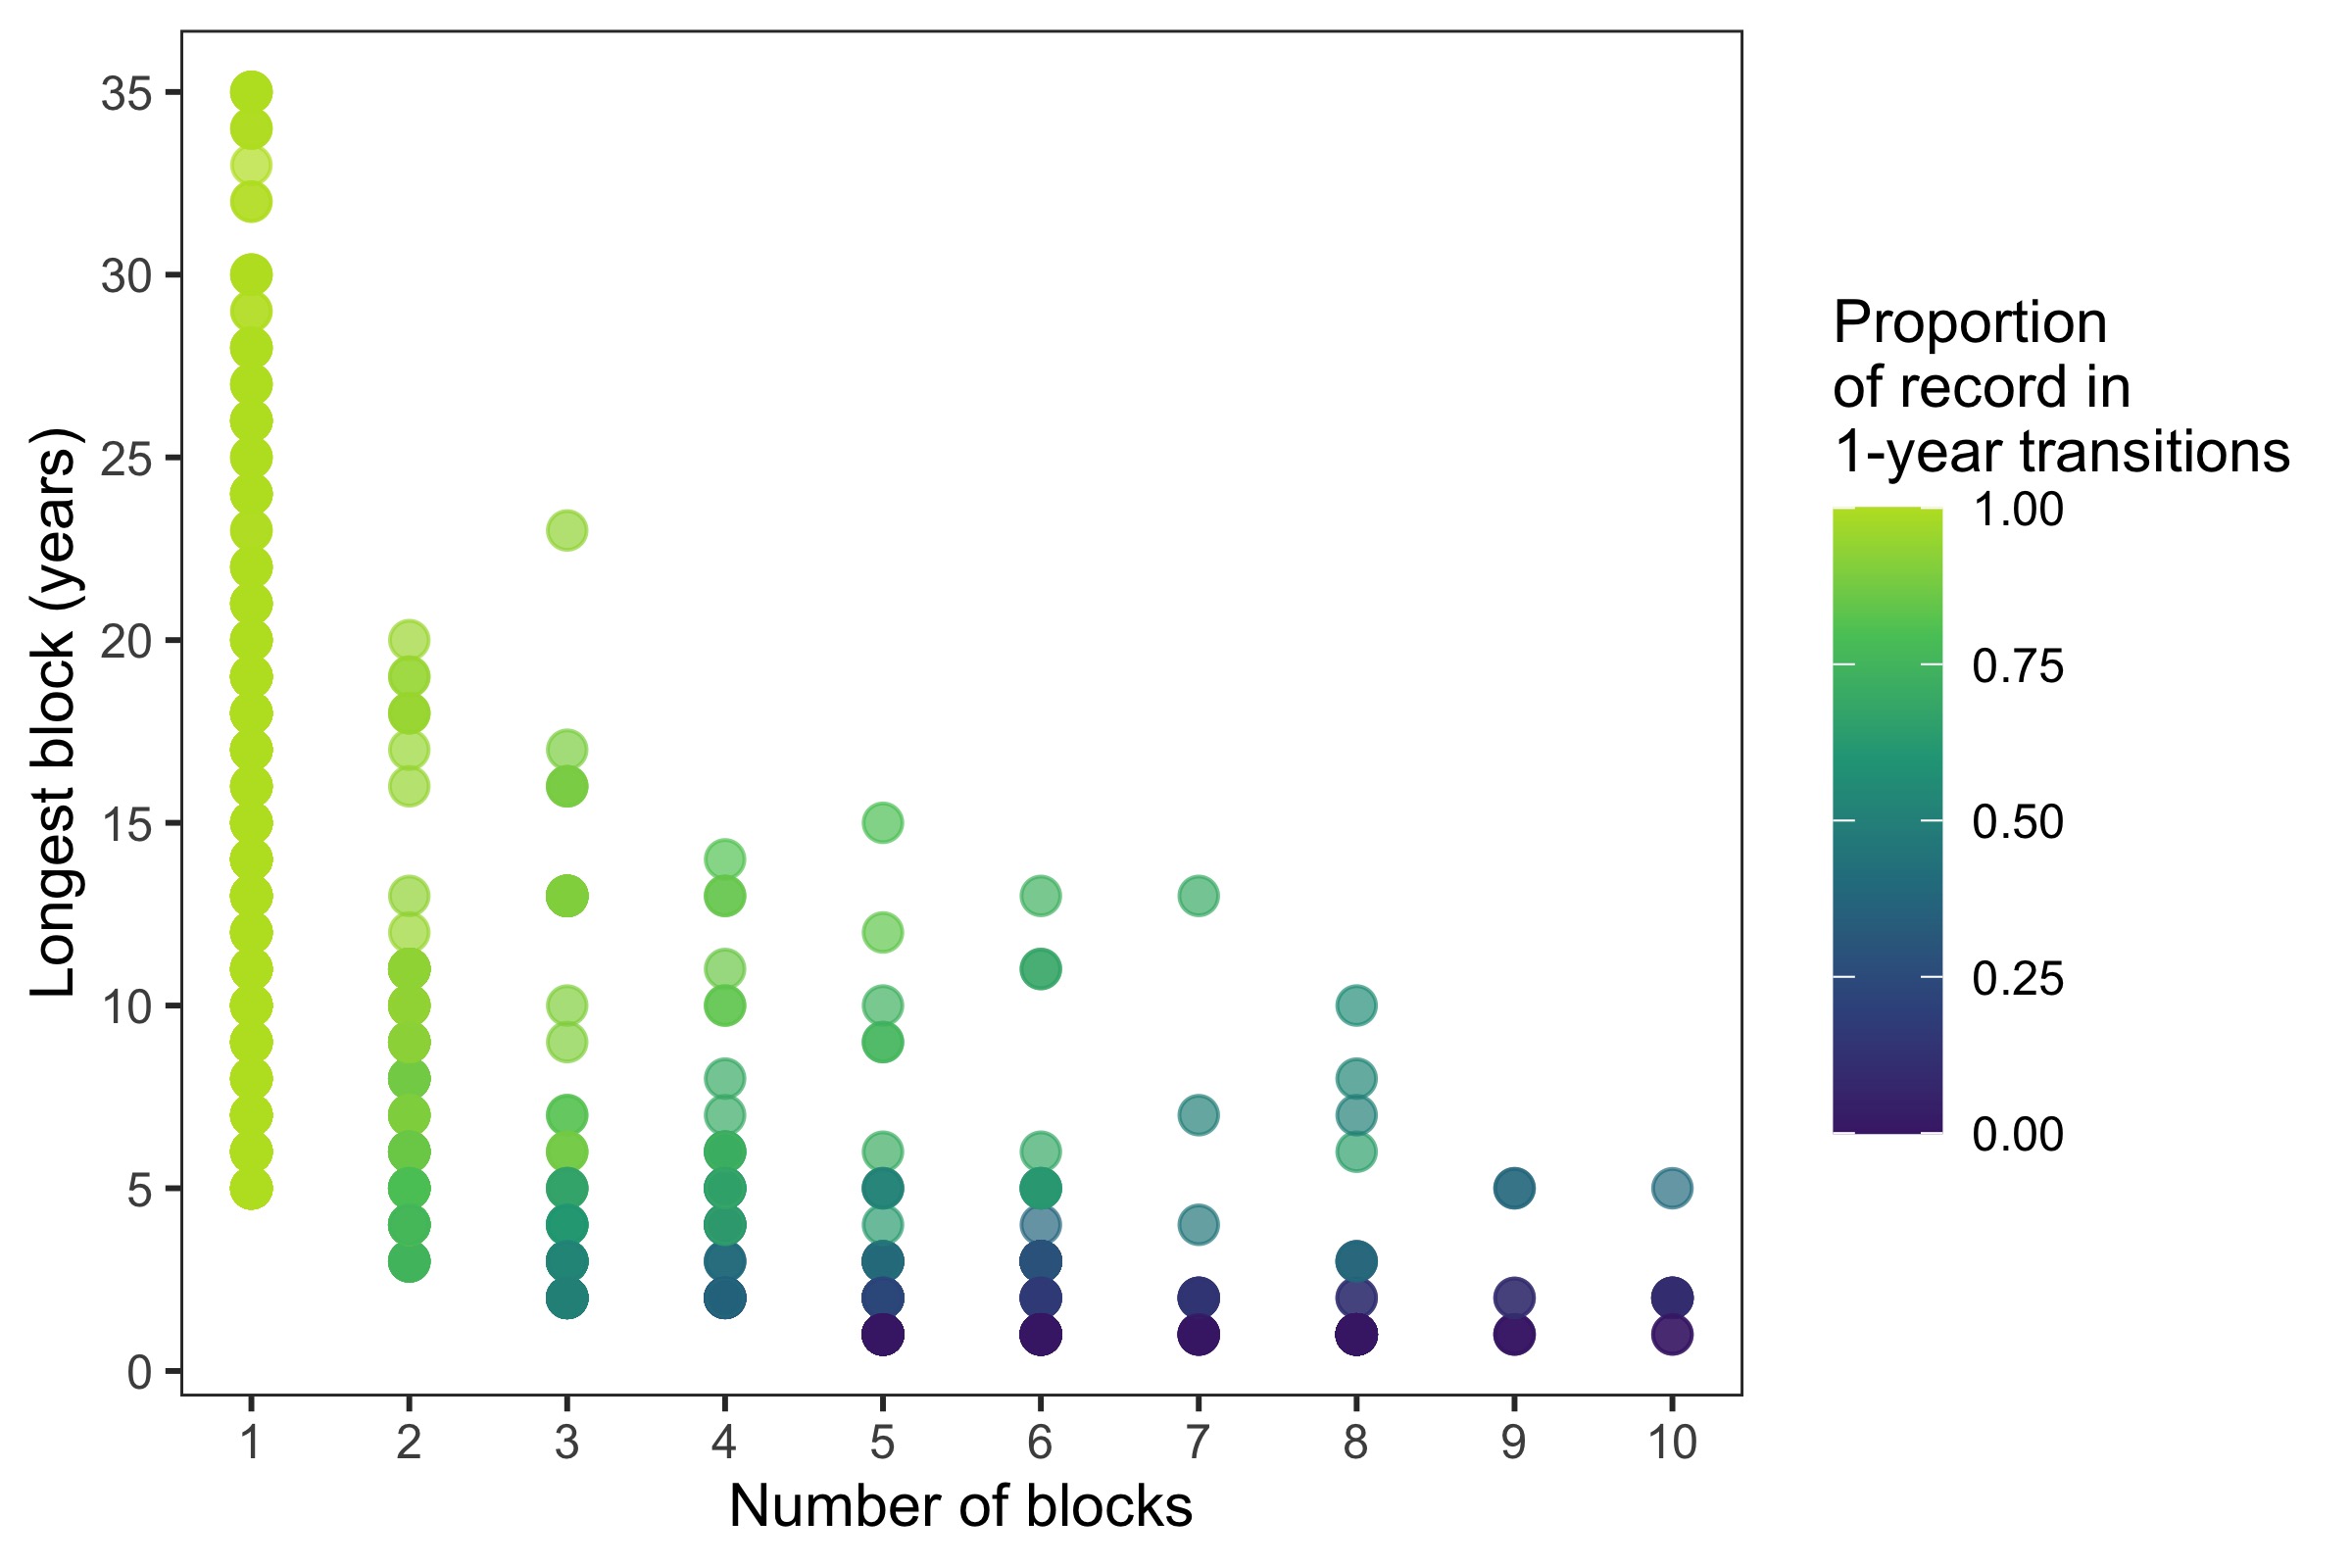 35
30
25
20
15
10
5
0
Longest block (years)
1 2 3 4 5 6 7 8 9 10
Number of blocks
Proportion
of record in
1-year transitions
1.00
0.75
0.50
0.25
0.00